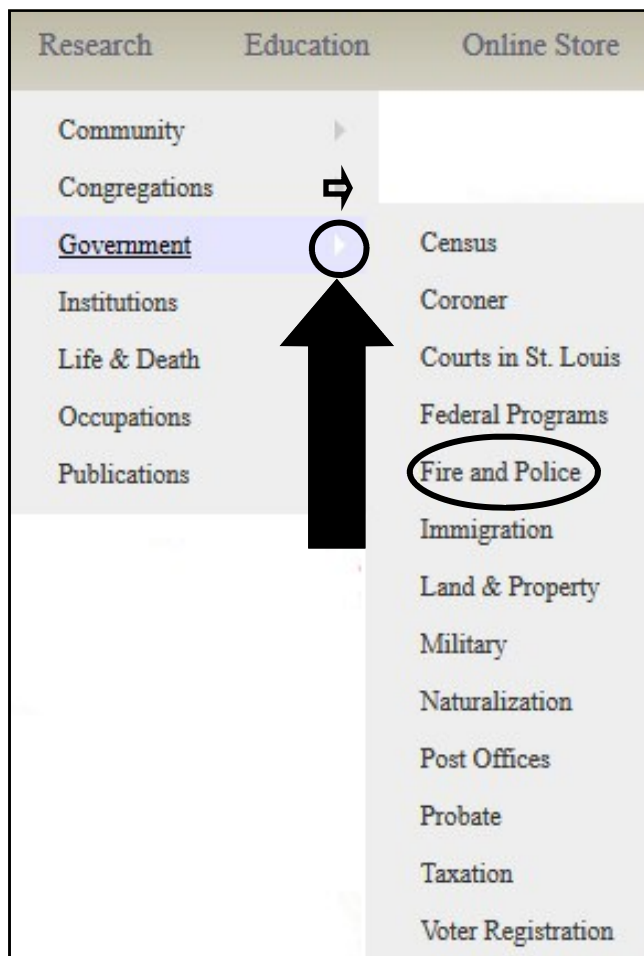 Research Education Online Store
Community
Congregations
Government
Institutions
Life & Death
Occupations
Publications
Census
Coroner
Courts in St. Louis
Federal Programs
Fire and Police
Immigration
Land & Property
Military
Naturalization
Post Offices
Probate
Taxation
Voter Registration